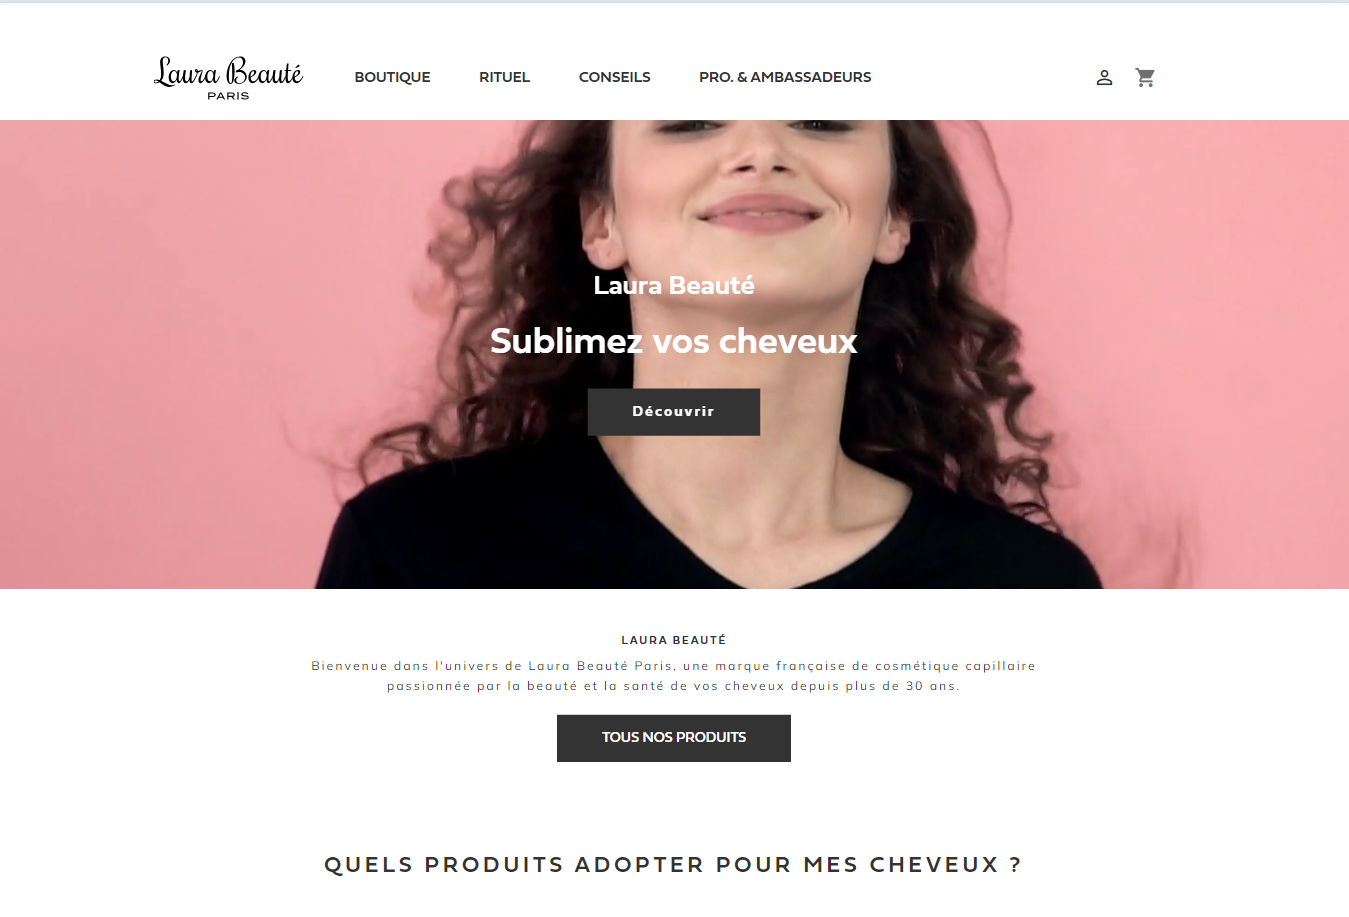 Laura Beauté
PARIS
BOUTIQUE
RITUEL
CONSEILS
PRO. & AMBASSADEURS
Laura Beauté
Sublimez vos cheveux
Découvrir
LAURA BEAUTÉ
Bienvenue dans l'univers de Laura Beauté Paris, une marque française de cosmétique capillaire
passionnée par la beauté et la santé de vos cheveux depuis plus de 30 ans.
TOUS NOS PRODUITS
QUELS PRODUITS ADOPTER POUR MES CHEVEUX ?